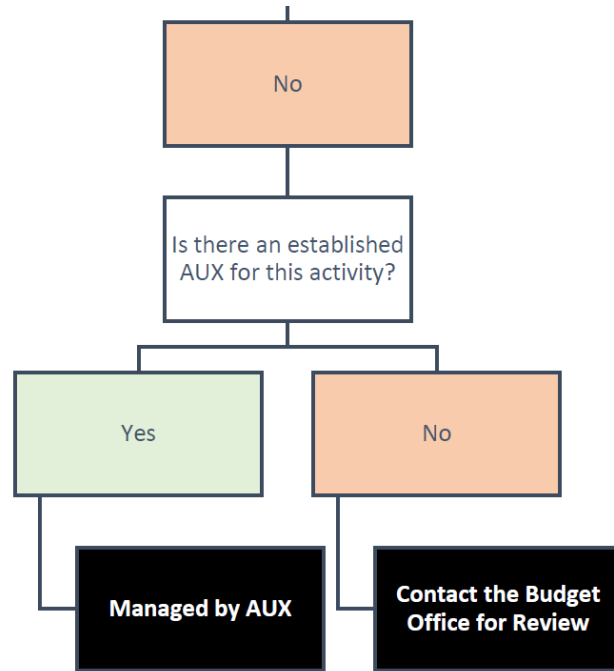 No
Is there an established
AUX for this activity?
Yes
No
Managed by AUX
Contact the Budget
Office for Review